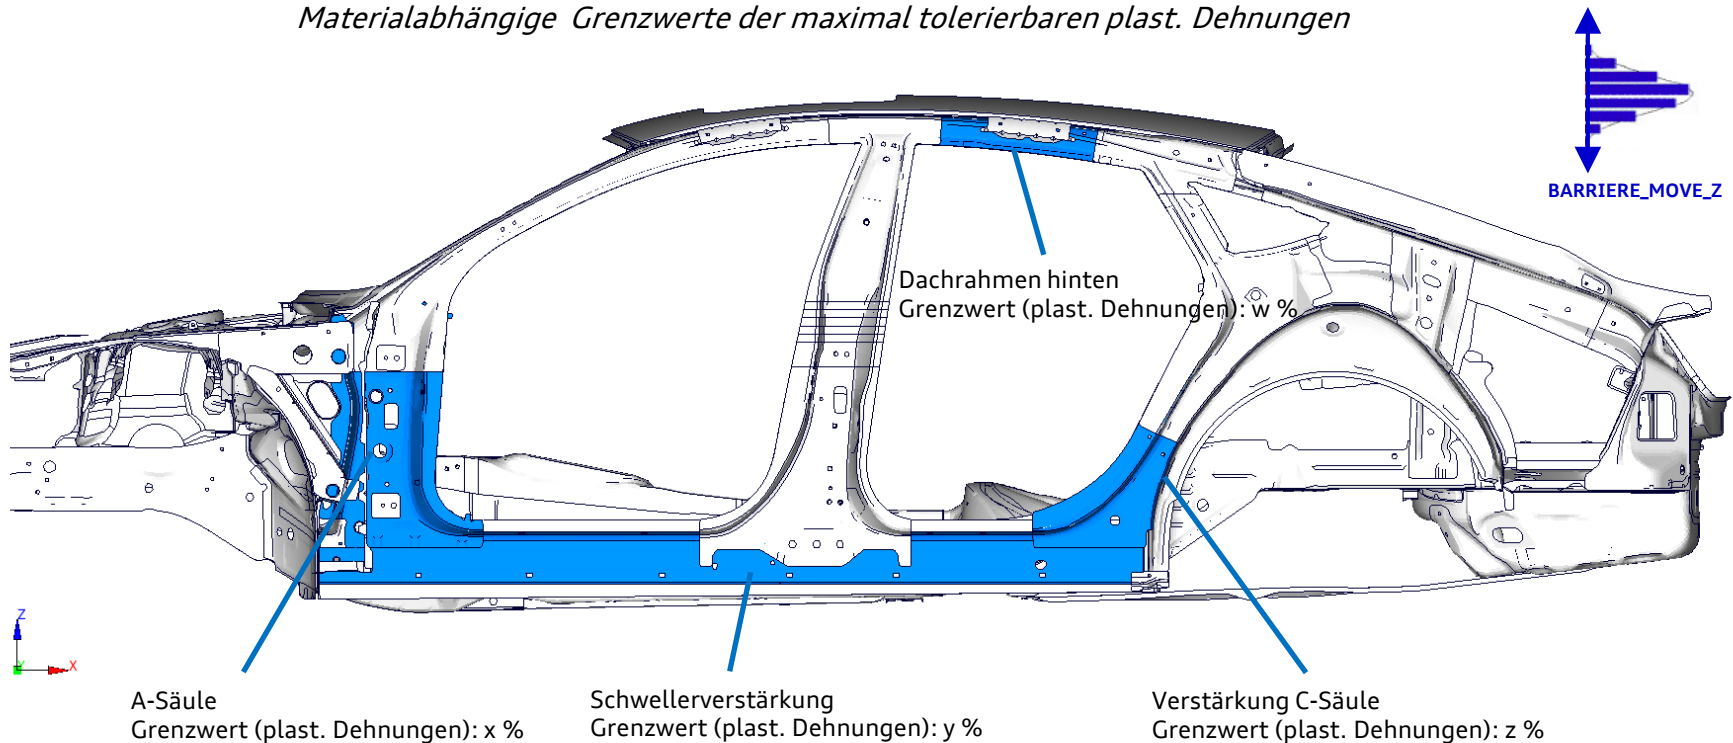 Materialabhängige Grenzwerte der maximal tolerierbaren plast. Dehnungen
BARRIERE_MOVE_Z
Dachrahmen hinten
Grenzwert (plast. Dehnungen): w %
Z
Y
X
A-Säule
Grenzwert (plast. Dehnungen): x %
Schwellerverstärkung
Grenzwert (plast. Dehnungen): y %
Verstärkung C-Säule
Grenzwert (plast. Dehnungen): z %